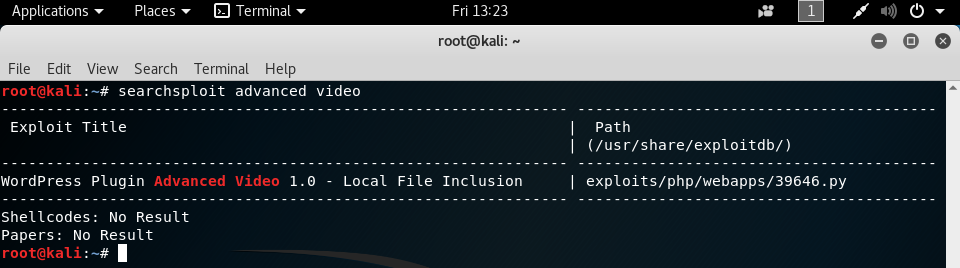 Applications Places Terminal Fri 13:23 1
root@kali: ~
File Edit View Search Terminal Help
root@kali:~# searchsploit advanced video
--------------------------------------------------------------- ----------------------------------------
Exploit Title | Path
| (/usr/share/exploitdb/)
--------------------------------------------------------------- ----------------------------------------
WordPress Plugin Advanced Video 1.0 - Local File Inclusion | exploits/php/webapps/39646.py
--------------------------------------------------------------- ----------------------------------------
Shellcodes: No Result
Papers: No Result
root@kali:~#